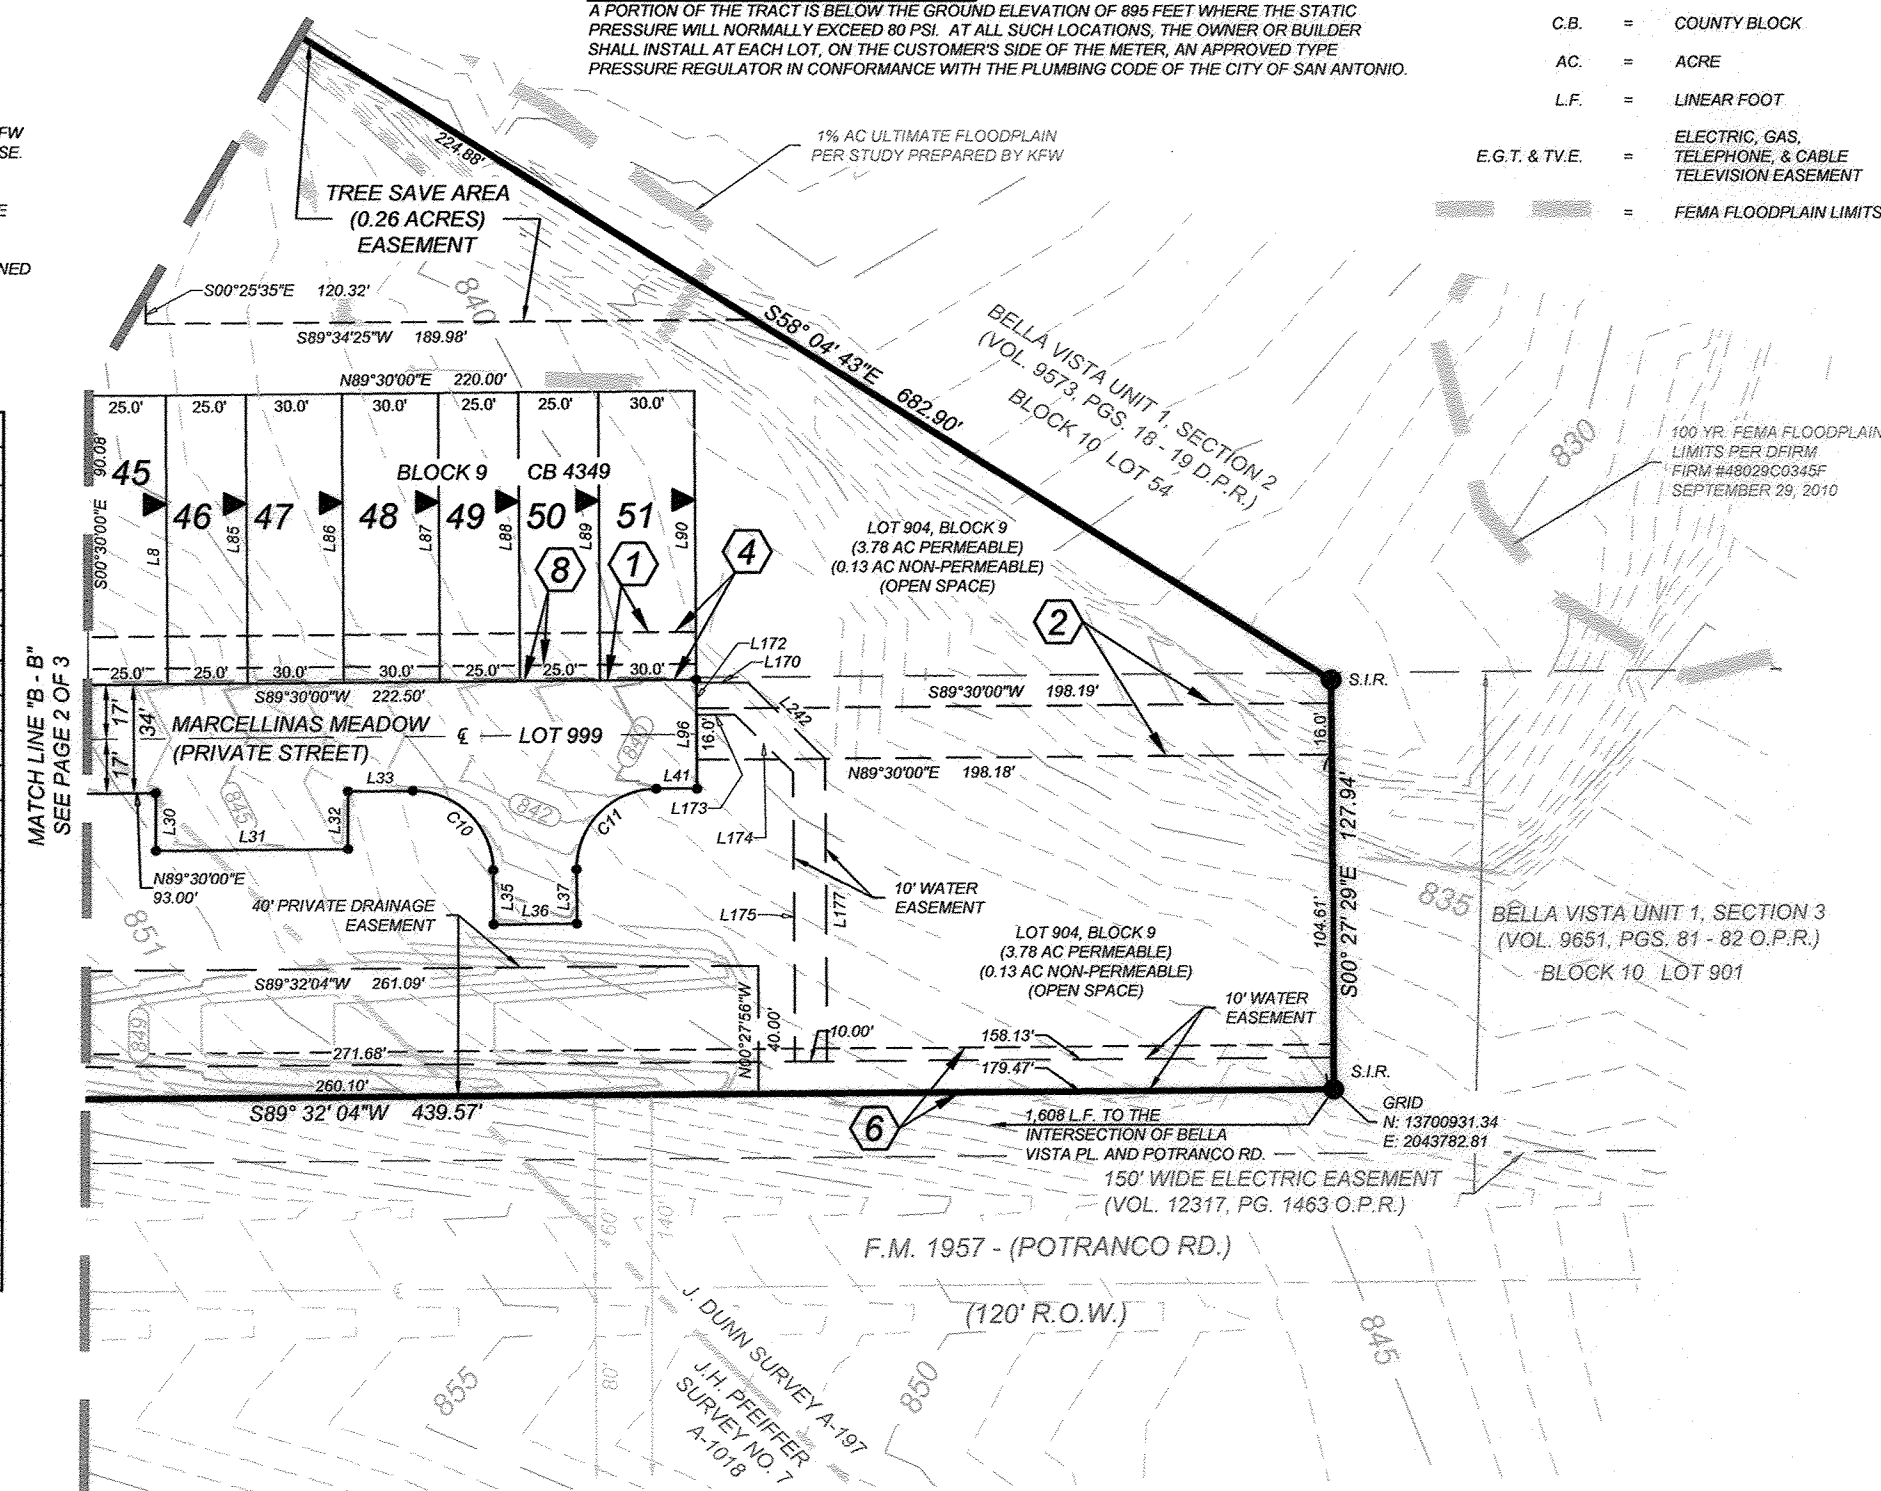 A PORTION OF THE TRACT IS BELOW THE GROUND ELEVATION OF 895 FEET WHERE THE STATIC
PRESSURE WILL NORMALLY EXCEED 80 PSI. AT ALL SUCH LOCATIONS, THE OWNER OR BUILDER
SHALL INSTALL AT EACH LOT, ON THE CUSTOMER'S SIDE OF THE METER, AN APPROVED TYPE
PRESSURE REGULATOR IN CONFORMANCE WITH THE PLUMBING CODE OF THE CITY OF SAN ANTONIO.
C.B. = COUNTY BLOCK
AC. = ACRE
L.F. = LINEAR FOOT
E.G.T. & TV.E. = ELECTRIC, GAS,
TELEPHONE, & CABLE
TELEVISION EASEMENT
= FEMA FLOODPLAIN LIMITS
FW
SE.
E
NED
224.88'
1% AC ULTIMATE FLOODPLAIN
PER STUDY PREPARED BY KFW
TREE SAVE AREA
(0.26 ACRES)
EASEMENT
S00°25'35"E 120.32'
840
S89°34'25"W 189.98'
S58° 04' 43"E 682.90'
BELLA VISTA UNIT 1, SECTION 2
(VOL. 9573, PGS. 18 - 19 D.P.R.)
BLOCK 10 LOT 54
830
100 YR. FEMA FLOODPLAIN
LIMITS PER DFIRM
FIRM #48029C0345F
SEPTEMBER 29, 2010
N89°30'00"E 220.00'
25.0' 25.0' 30.0' 30.0' 25.0' 25.0' 30.0'
S00°30'00"E 90.08'
BLOCK 9 CB 4349
45 46 47 48 49 50 51
L8 L85 L86 L87 L88 L89 L90
8 1 4
LOT 904, BLOCK 9
(3.78 AC PERMEABLE)
(0.13 AC NON-PERMEABLE)
(OPEN SPACE)
2
25.0' 25.0' 30.0' 30.0' 25.0' 25.0' 30.0'
L172
L170
S89°30'00"W 222.50'
S89°30'00"W 198.19'
S.I.R.
MATCH LINE "B - B"
SEE PAGE 2 OF 3
17'
34'
17'
MARCELLINAS MEADOW
(PRIVATE STREET)
LOT 999
840
L96
16.0'
L242
16.0'
N89°30'00"E 198.18'
L33
L41
L173
L174
L30
L31
L32
C10
842
C11
845
N89°30'00"E
93.00'
L35
L36
L37
40' PRIVATE DRAINAGE
EASEMENT
10' WATER
EASEMENT
L175
L177
S00° 27' 29"E 127.94'
104.61'
835
BELLA VISTA UNIT 1, SECTION 3
(VOL. 9651, PGS. 81 - 82 O.P.R.)
BLOCK 10 LOT 901
851
LOT 904, BLOCK 9
(3.78 AC PERMEABLE)
(0.13 AC NON-PERMEABLE)
(OPEN SPACE)
S89°32'04"W 261.09'
849
N00°27'56"W
40.00'
10.00'
10' WATER
EASEMENT
271.68'
158.13'
179.47'
260.10'
S89° 32' 04"W 439.57'
S.I.R.
6
1,608 L.F. TO THE
INTERSECTION OF BELLA
VISTA PL. AND POTRANCO RD.
GRID
N: 13700931.34
E: 2043782.81
150' WIDE ELECTRIC EASEMENT
(VOL. 12317, PG. 1463 O.P.R.)
60'
140'
F.M. 1957 - (POTRANCO RD.)
(120' R.O.W.)
80'
J. DUNN SURVEY A-197
J.H. PFEIFFER
SURVEY NO. 7
A-1018
855
850
845